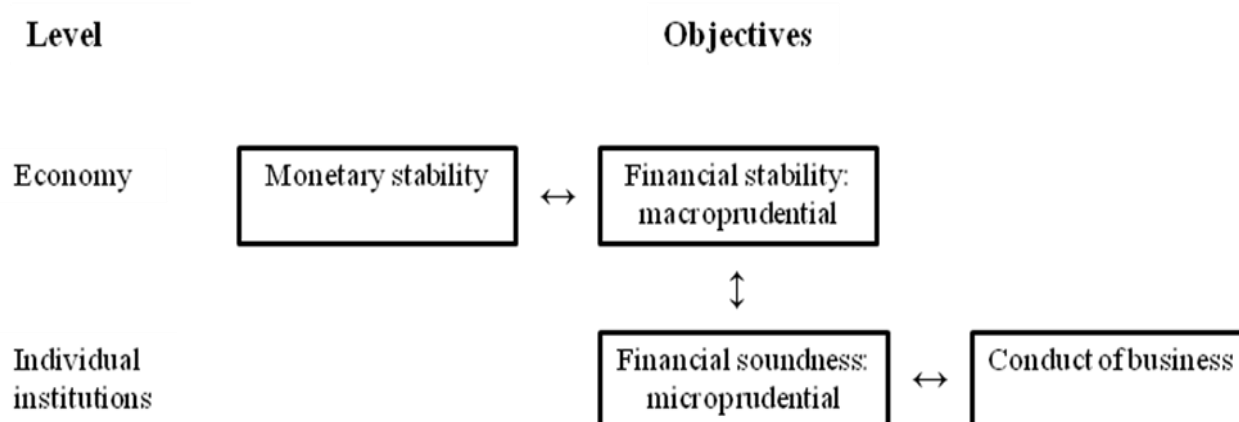 Level
Objectives
Economy
Monetary stability
↔
Financial stability:
macroprudential
↕
Individual
institutions
Financial soundness:
microprudential
↔
Conduct of business